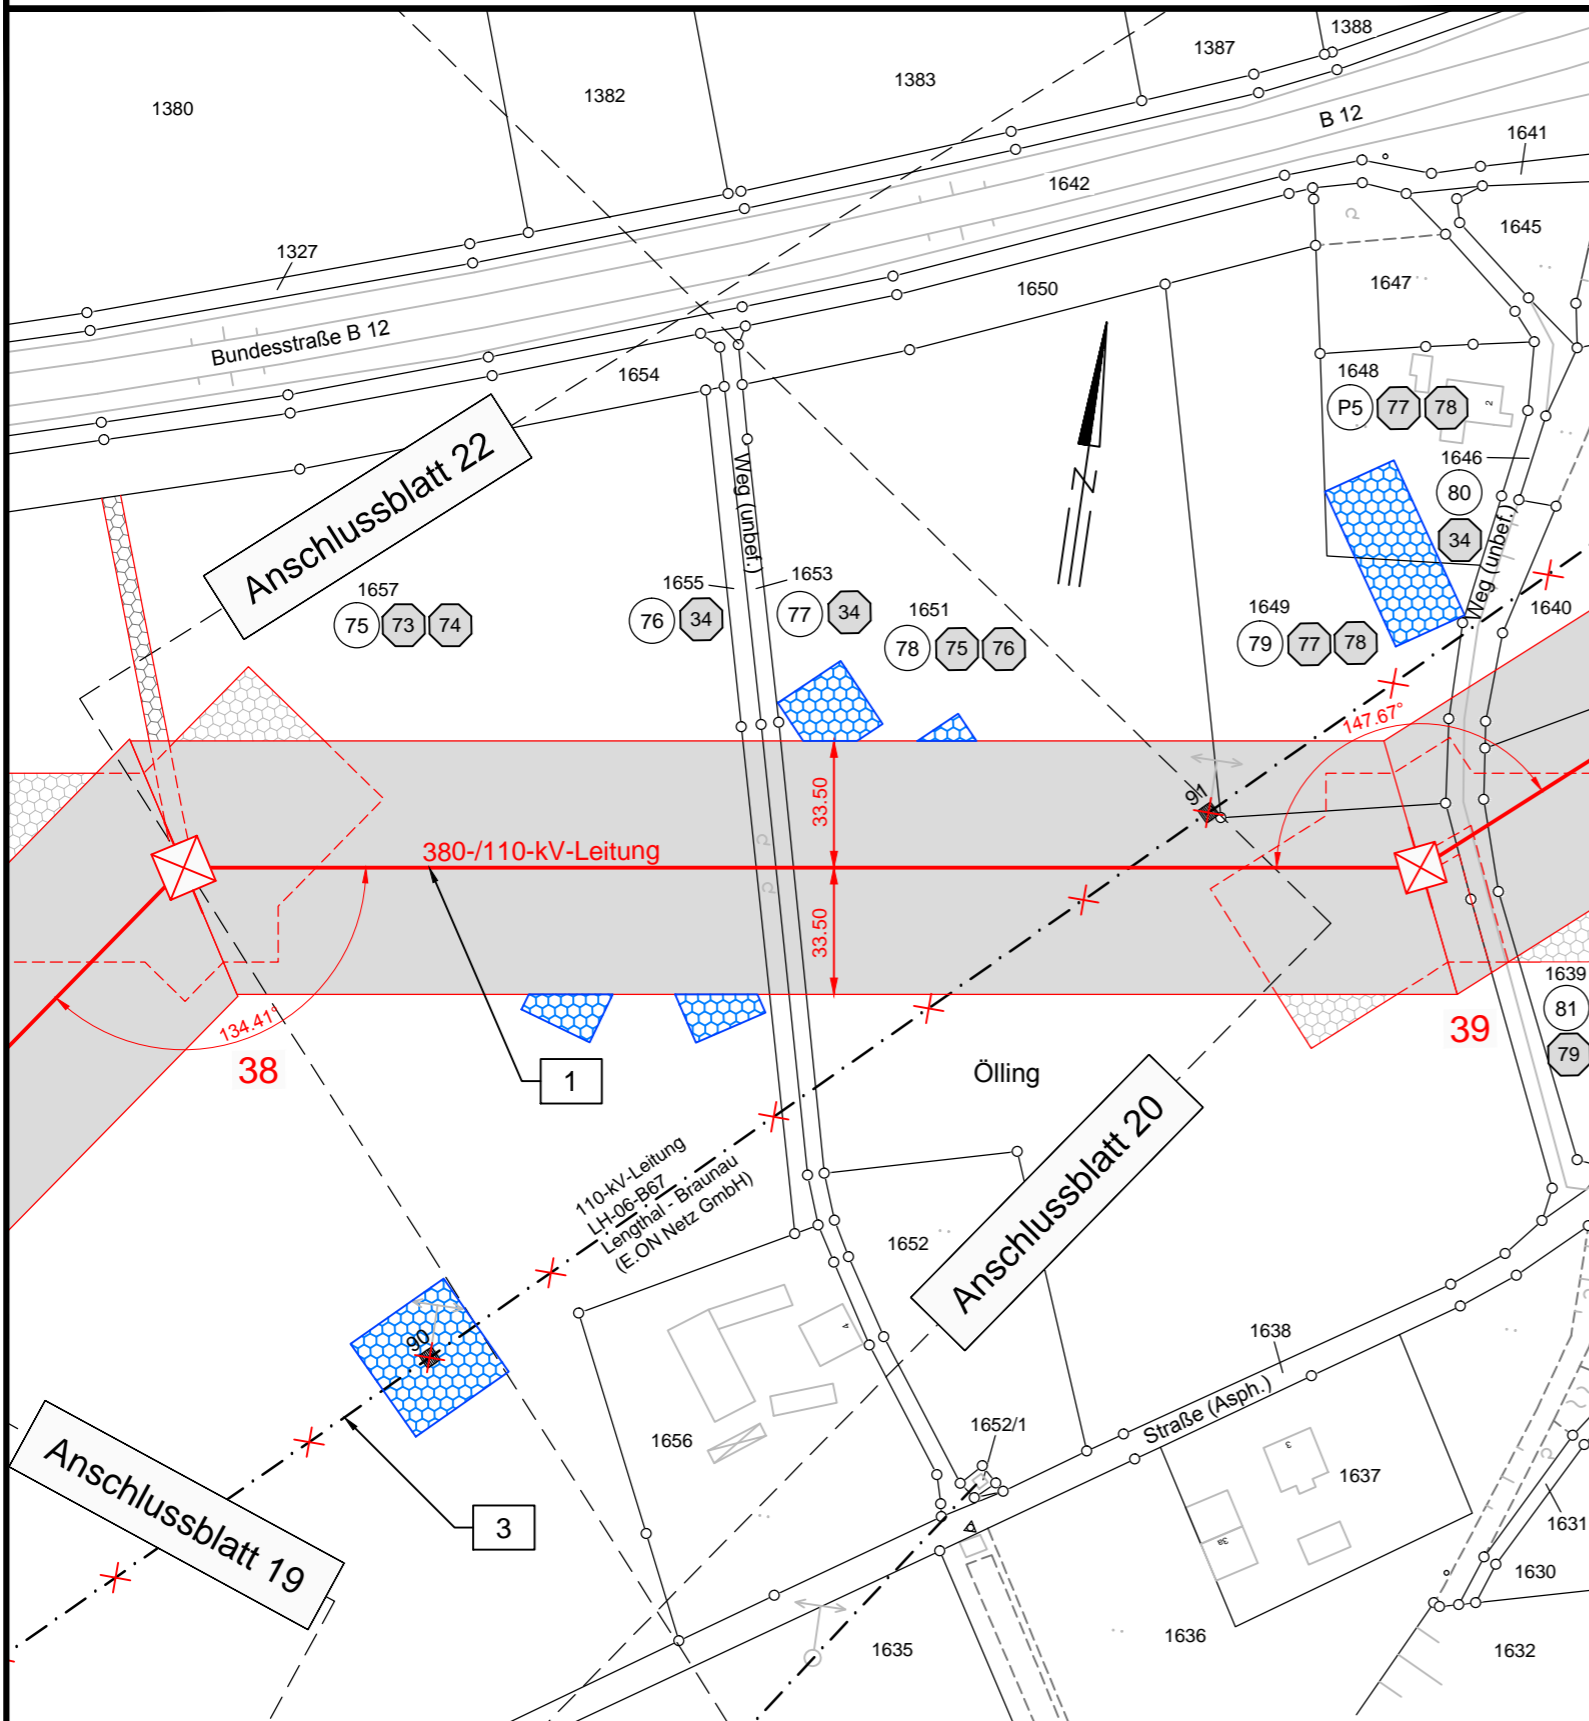 1380
1382
1383
1387
1388
B 12
1641
1642
1645
1327
1647
1650
Bundesstraße B 12
1654
1648
P5 77 78
2
1646
80
34
Anschlussblatt 22
Weg (unbef.)
N
Weg (unbef.)
1657
75 73 74
1655
76 34
1653
77 34
1651
78 75 76
1649
79 77 78
1640
147.67°
91
33.50
380-/110-kV-Leitung
33.50
134.41°
38
39
1639
81
79
1
Ölling
110-kV-Leitung
LH-06-B67
Lengthal - Braunau
(E.ON Netz GmbH)
Anschlussblatt 20
1652
90
4
1638
Straße (Asph.)
1656
1652/1
3
1637
3a
Anschlussblatt 19
3
1631
1630
1635
1636
1632